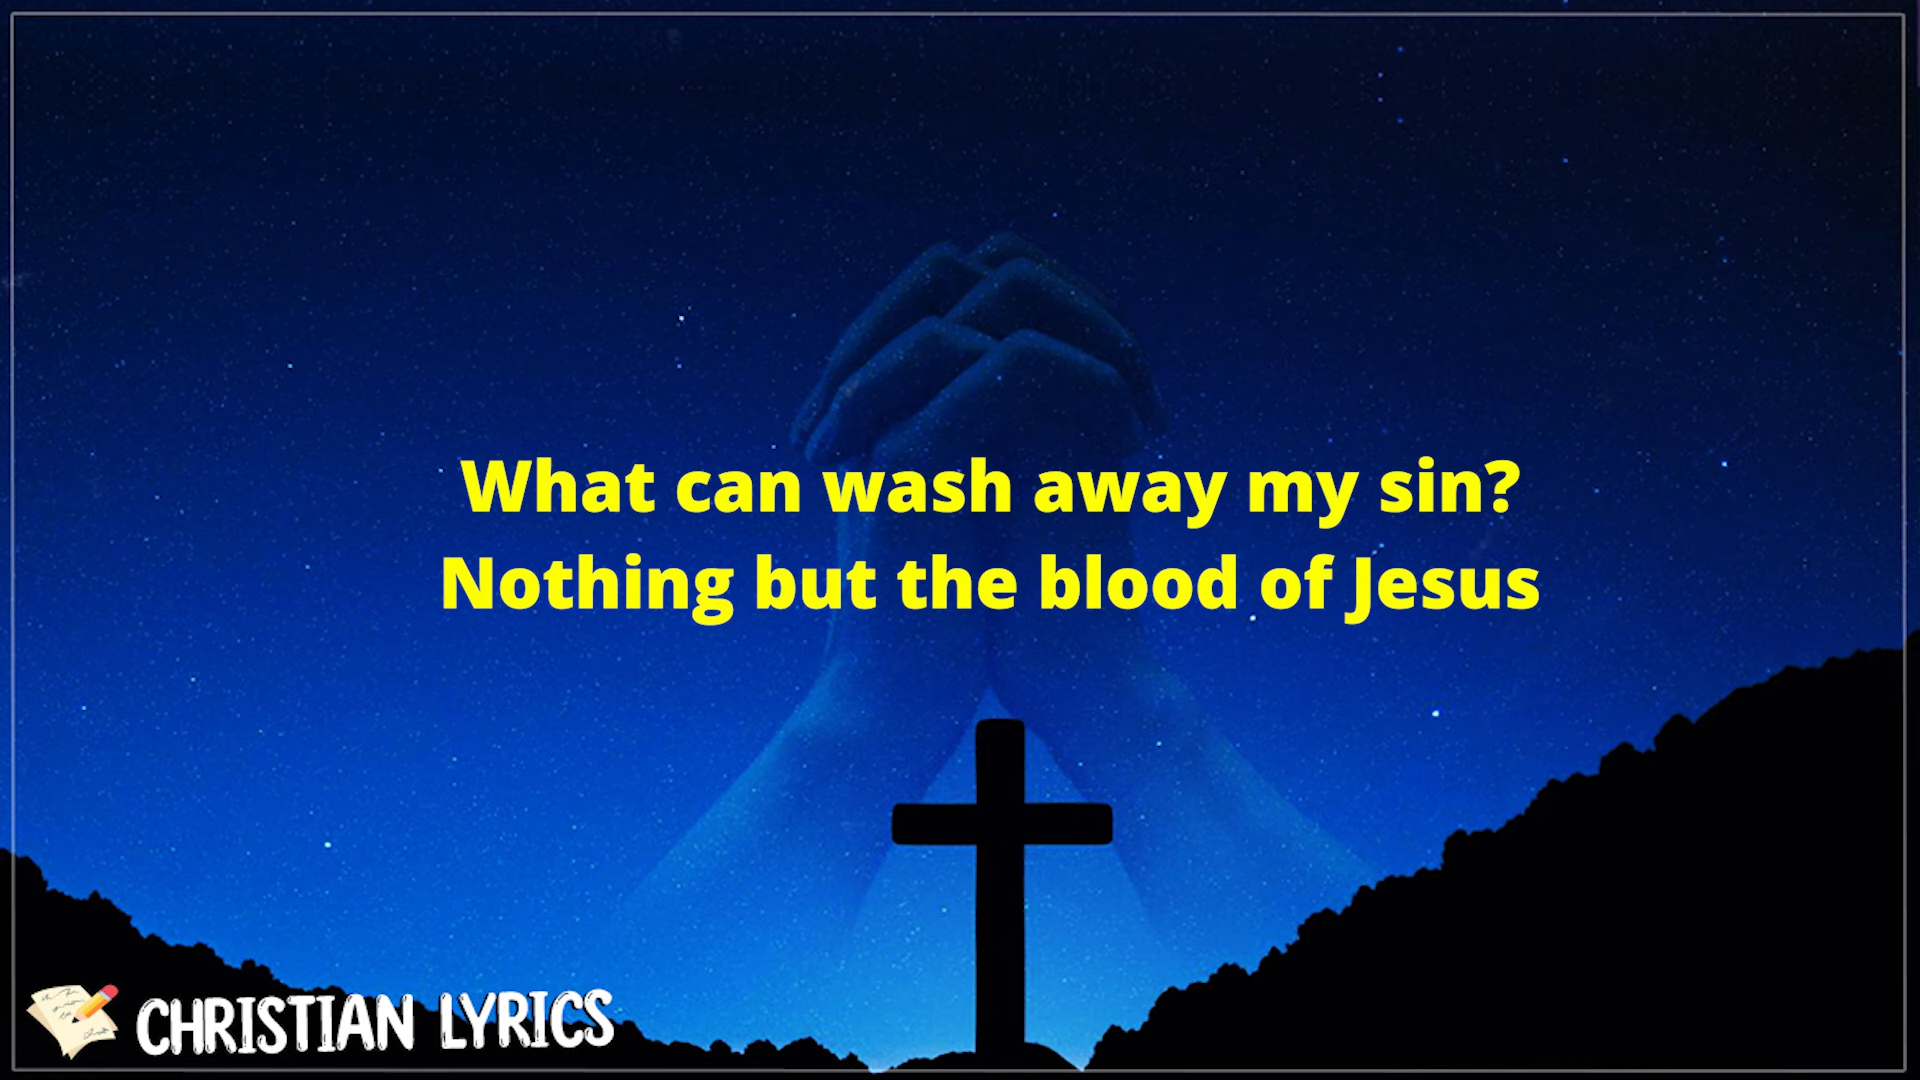 What can wash away my sin?
Nothing but the blood of Jesus
CHRISTIAN LYRICS